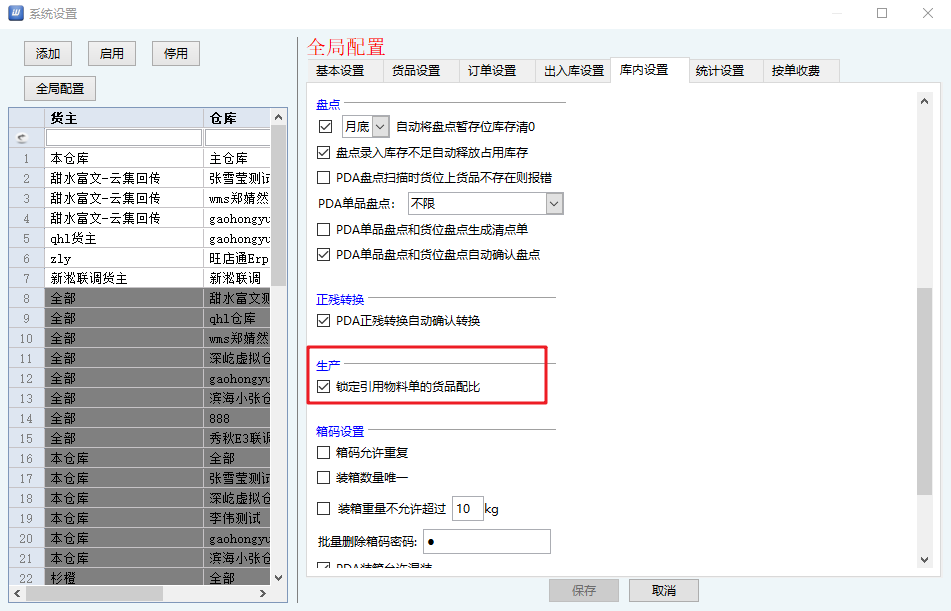 系统设置
添加 启用 停用
全局配置
货主 仓库
1 本仓库 主仓库
2 甜水富文-云集回传 张雪莹测试
3 甜水富文-云集回传 wms郑婧然
4 甜水富文-云集回传 gaohongyu
5 qhl货主 gaohongyu
6 zly 旺店通Erp
7 新淞联调货主 新淞联调
8 全部 甜水富文测
9 全部 qhl仓库
10 全部 wms郑婧然
11 全部 深屹虚拟仓
12 全部 gaohongyu
13 全部 滨海小张仓
14 全部 888
15 全部 秀秋E3联调
16 本仓库 全部
17 本仓库 张雪莹测试
18 本仓库 深屹虚拟仓
19 本仓库 李伟测试
20 本仓库 gaohongyu
21 本仓库 滨海小张仓
22 杉橙 全部
全局配置
基本设置 货品设置 订单设置 出入库设置 库内设置 统计设置 按单收费
盘点
月底 自动将盘点暂存位库存清0
盘点录入库存不足自动释放占用库存
PDA盘点扫描时货位上货品不存在则报错
PDA单品盘点: 不限
PDA单品盘点和货位盘点生成清点单
PDA单品盘点和货位盘点自动确认盘点
正残转换
PDA正残转换自动确认转换
生产
锁定引用物料单的货品配比
箱码设置
箱码允许重复
装箱数量唯一
装箱重量不允许超过 10 kg
批量删除箱码密码: ●
PDA装箱允许混装
保存 取消